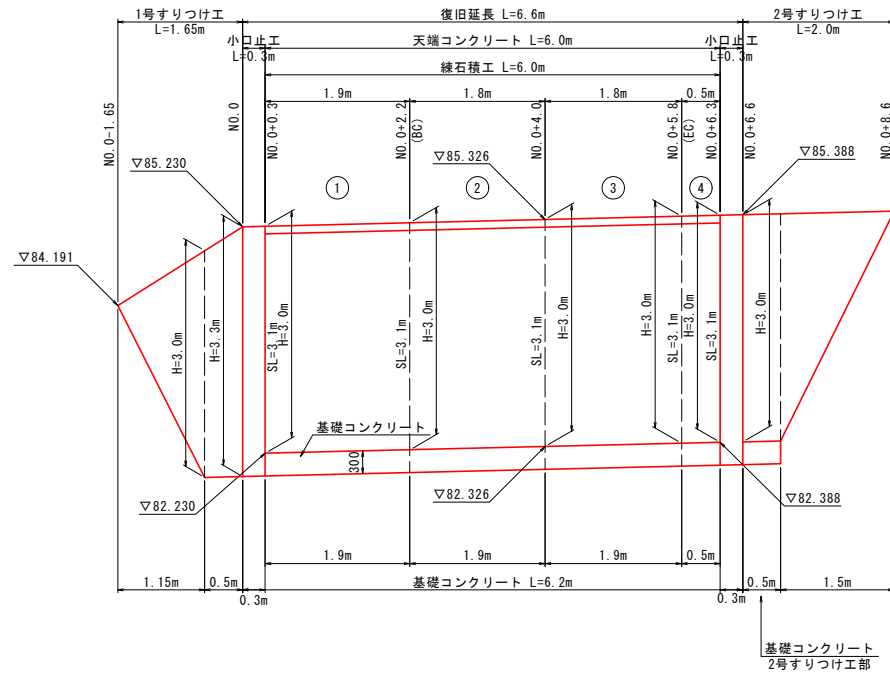 1号すりつけ工
L=1.65m
復旧延長 L=6.6m
2号すりつけ工
L=2.0m
小口止工
L=0.3m
天端コンクリート L=6.0m
小口止工
L=0.3m
練石積工 L=6.0m
1.9m
1.8m
1.8m
0.5m
NO.0-1.65
NO.0
NO.0+0.3
NO.0+2.2
(BC)
NO.0+4.0
NO.0+5.8
(EC)
NO.0+6.3
NO.0+6.6
NO.0+8.6
▽85.230
▽85.326
▽85.388
①
②
③
④
▽84.191
H=3.0m
H=3.3m
SL=3.1m
H=3.0m
SL=3.1m
H=3.0m
SL=3.1m
H=3.0m
SL=3.1m
H=3.0m
H=3.0m
SL=3.1m
H=3.0m
基礎コンクリート
300
▽82.230
▽82.326
▽82.388
1.9m
1.9m
1.9m
0.5m
1.15m
0.5m
0.3m
基礎コンクリート L=6.2m
0.3m
0.5m
1.5m
基礎コンクリート
2号すりつけ工部